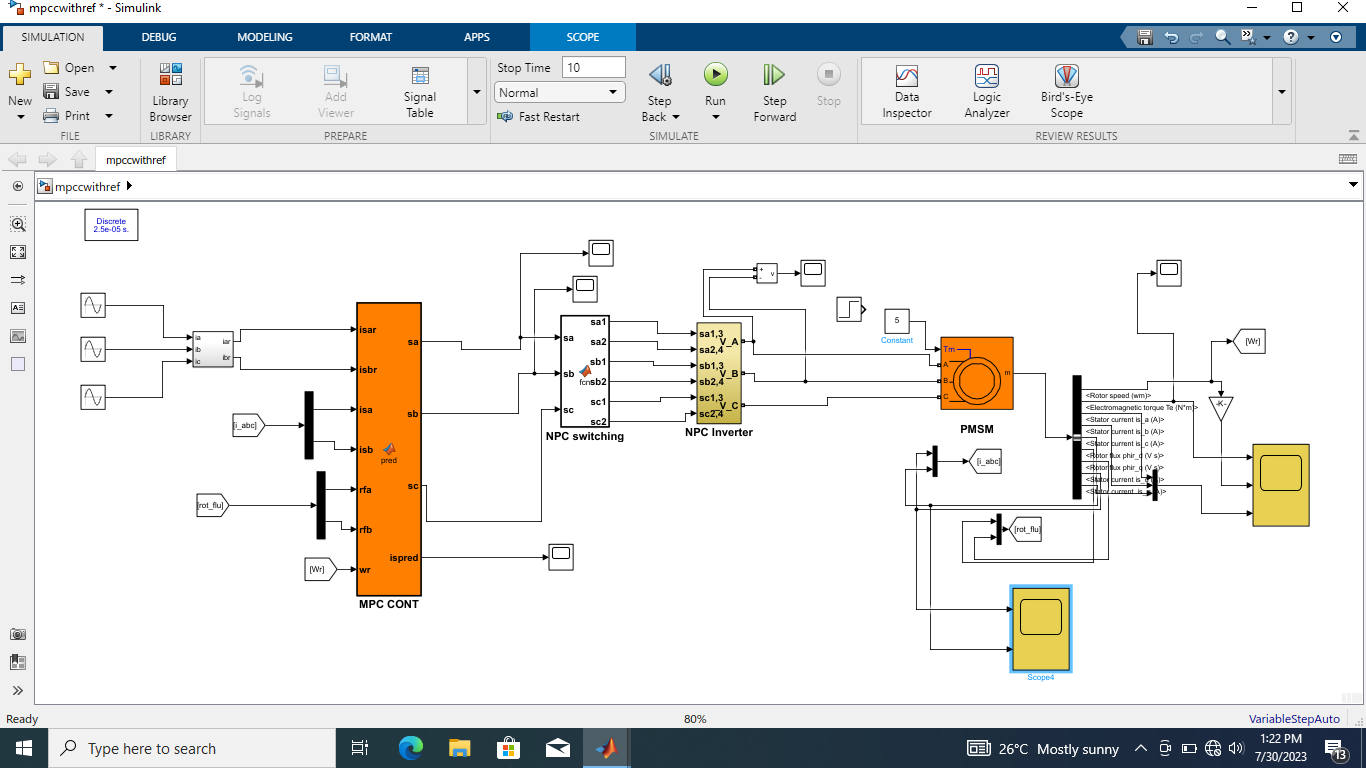 mpccwithref * - Simulink
SIMULATION DEBUG MODELING FORMAT APPS SCOPE
New
Open
Save
Print
FILE
Library Browser
LIBRARY
Log Signals
Add Viewer
Signal Table
PREPARE
Stop Time 10
Normal
Fast Restart
Step Back
Run
Step Forward
Stop
SIMULATE
Data Inspector
Logic Analyzer
Bird's-Eye Scope
REVIEW RESULTS
mpccwithref
mpccwithref
Discrete
2.5e-05 s.
ia
ib
ic
iar
ibr
[i_abc]
[rot_flu]
[Wr]
isar
isbr
isa
isb
rfa
rfb
wr
pred
sa
sb
sc
ispred
MPC CONT
sa
sb
sc
fcn
sa1
sa2
sb1
sb2
sc1
sc2
NPC switching
sa1,3
sa2,4
sb1,3
sb2,4
sc1,3
sc2,4
V_A
V_B
V_C
NPC Inverter
+
-
v
5
Constant
Tm
A
B
C
m
PMSM
<Rotor speed (wm)>
<Electromagnetic torque Te (N*m)>
<Stator current is_a (A)>
<Stator current is_b (A)>
<Stator current is_c (A)>
<Rotor flux phir_d (V s)>
<Rotor flux phir_q (V s)>
[Wr]
-K-
[i_abc]
[rot_flu]
Scope4
Ready
80%
VariableStepAuto
Type here to search
26°C Mostly sunny
1:22 PM
7/30/2023
13